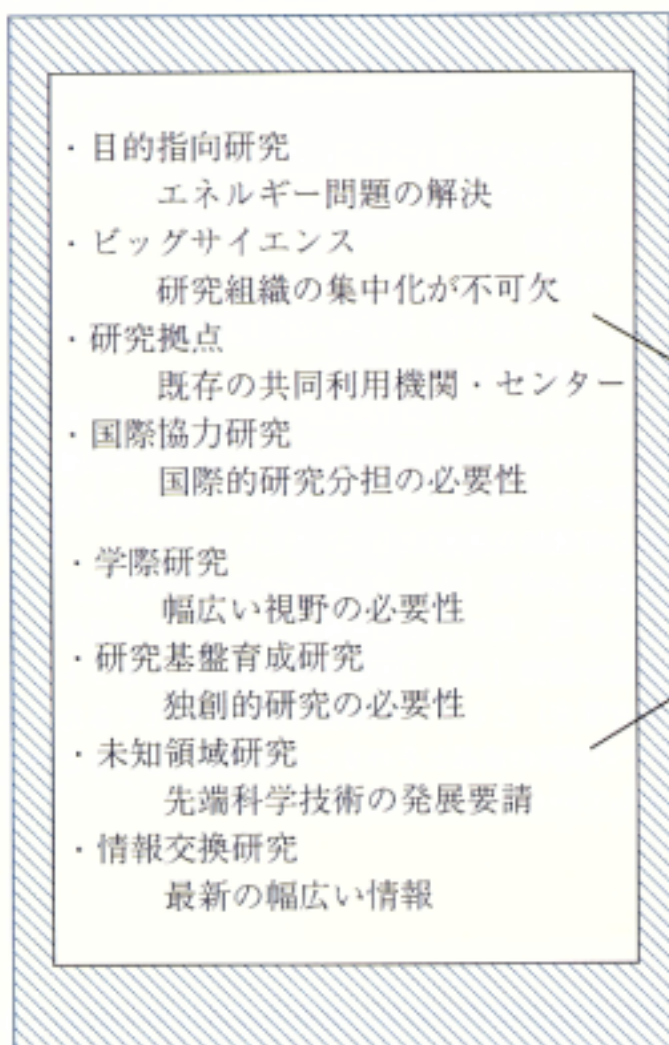 ・目的指向研究
エネルギー問題の解決
・ビッグサイエンス
研究組織の集中化が不可欠
・研究拠点
既存の共同利用機関・センター
・国際協力研究
国際的研究分担の必要性
・学際研究
幅広い視野の必要性
・研究基盤育成研究
独創的研究の必要性
・未知領域研究
先端科学技術の発展要請
・情報交換研究
最新の幅広い情報